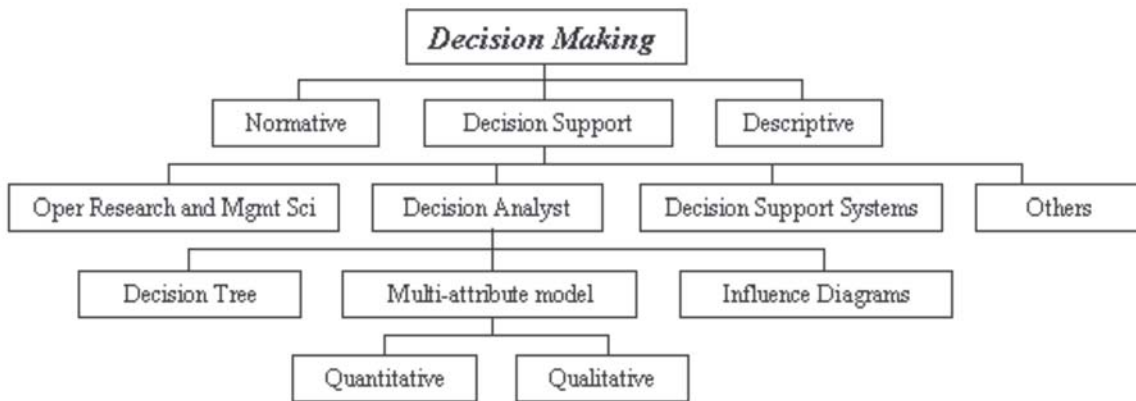 Decision Making
Normative
Decision Support
Descriptive
Oper Research and Mgmt Sci
Decision Analyst
Decision Support Systems
Others
Decision Tree
Multi-attribute model
Influence Diagrams
Quantitative
Qualitative